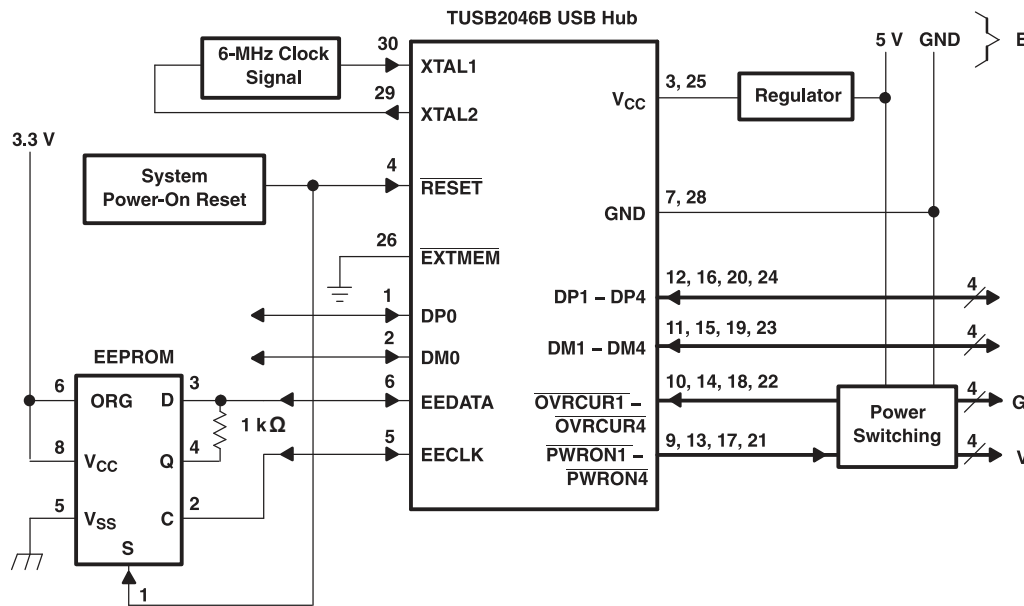 TUSB2046B USB Hub
6-MHz Clock
Signal
30
XTAL1
29
XTAL2
5 V GND
E
3, 25
VCC
Regulator
3.3 V
System
Power-On Reset
4
RESET
7, 28
GND
26
EXTMEM
1
DP0
12, 16, 20, 24
DP1 – DP4
4
2
DM0
11, 15, 19, 23
DM1 – DM4
4
EEPROM
6
ORG
D
3
1 kΩ
6
EEDATA
10, 14, 18, 22
OVRCUR1 –
OVRCUR4
Power
Switching
4
G
8
VCC
Q
4
5
EECLK
9, 13, 17, 21
PWRON1 –
PWRON4
4
V
5
VSS
C
2
S
1